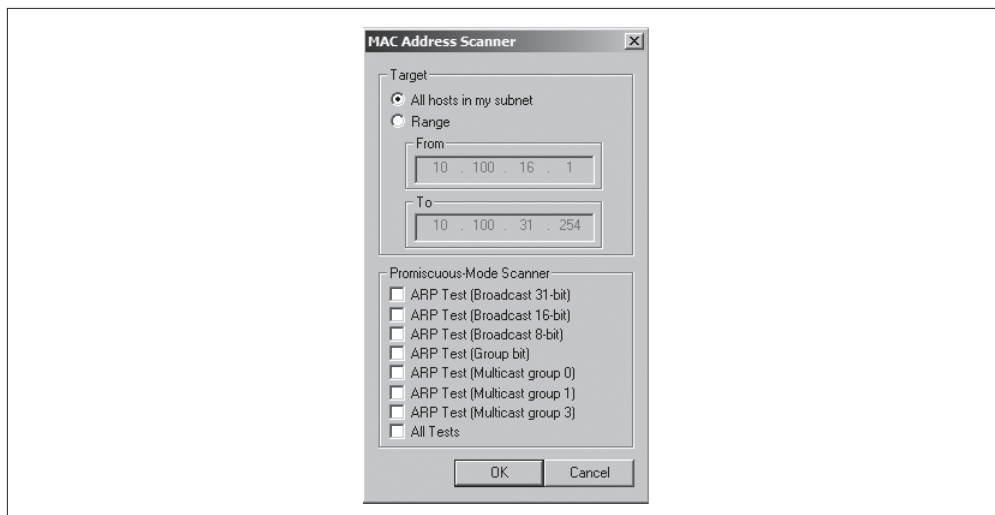 MAC Address Scanner
Target
All hosts in my subnet
Range
From
10 . 100 . 16 . 1
To
10 . 100 . 31 . 254
Promiscuous-Mode Scanner
ARP Test (Broadcast 31-bit)
ARP Test (Broadcast 16-bit)
ARP Test (Broadcast 8-bit)
ARP Test (Group bit)
ARP Test (Multicast group 0)
ARP Test (Multicast group 1)
ARP Test (Multicast group 3)
All Tests
OK Cancel